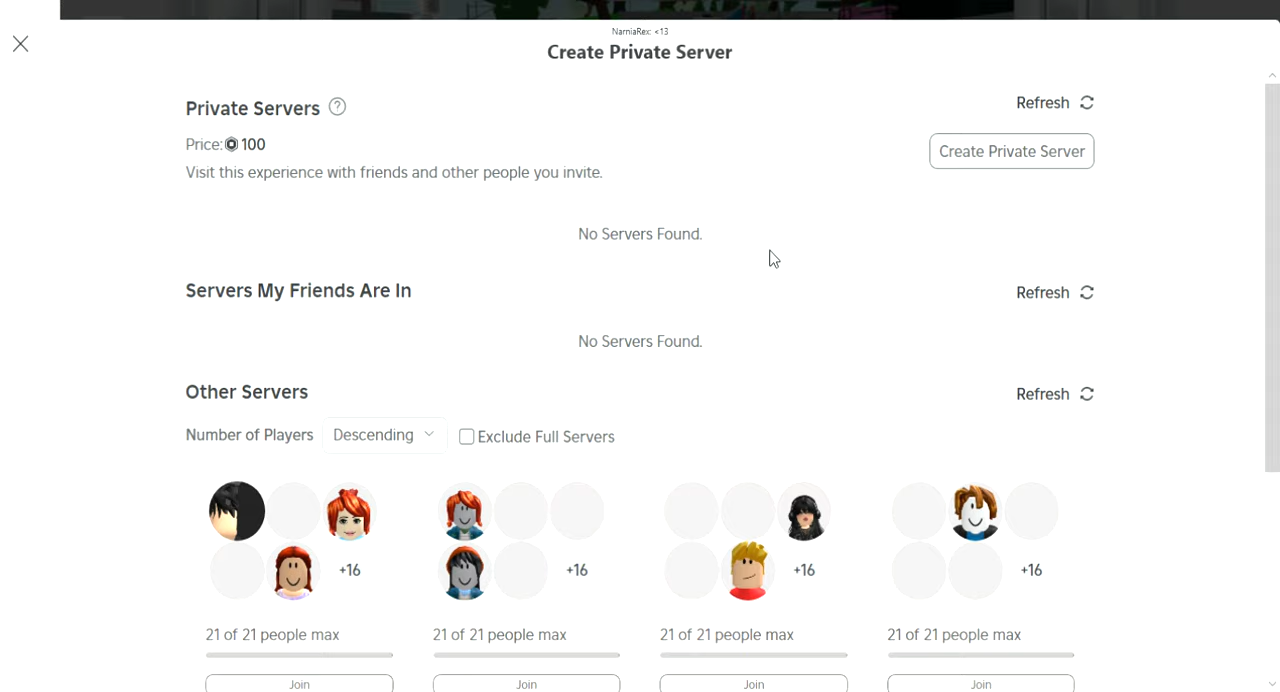 NarniaRex: <13
Create Private Server
Private Servers
Refresh
Price: 100
Create Private Server
Visit this experience with friends and other people you invite.
No Servers Found.
Servers My Friends Are In
Refresh
No Servers Found.
Other Servers
Refresh
Number of Players Descending Exclude Full Servers
+16 +16 +16 +16
21 of 21 people max 21 of 21 people max 21 of 21 people max 21 of 21 people max
Join Join Join Join